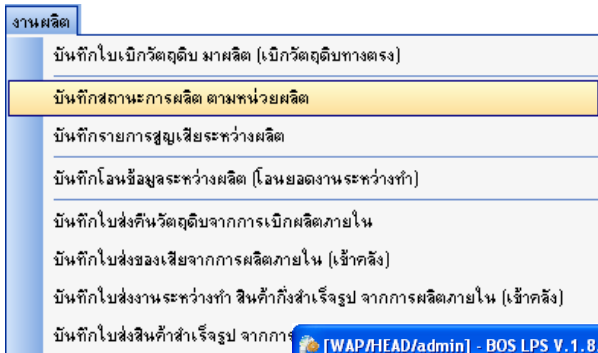 งานผลิต
บันทึกใบเบิกวัตถุดิบ มาผลิต (เบิกวัตถุดิบทางตรง)
บันทึกสถานะการผลิต ตามหน่วยผลิต
บันทึกรายการสูญเสียระหว่างผลิต
บันทึกโอนข้อมูลระหว่างผลิต (โอนยอดงานระหว่างทำ)
บันทึกใบส่งคืนวัตถุดิบจากการเบิกผลิตภายใน
บันทึกใบส่งของเสียจากการผลิตภายใน (เข้าคลัง)
บันทึกใบส่งงานระหว่างทำ สินค้ากึ่งสำเร็จรูป จากการผลิตภายใน (เข้าคลัง)
บันทึกใบส่งสินค้าสำเร็จรูป จากการ
[WAP/HEAD/admin] - BOS LPS V.1.8